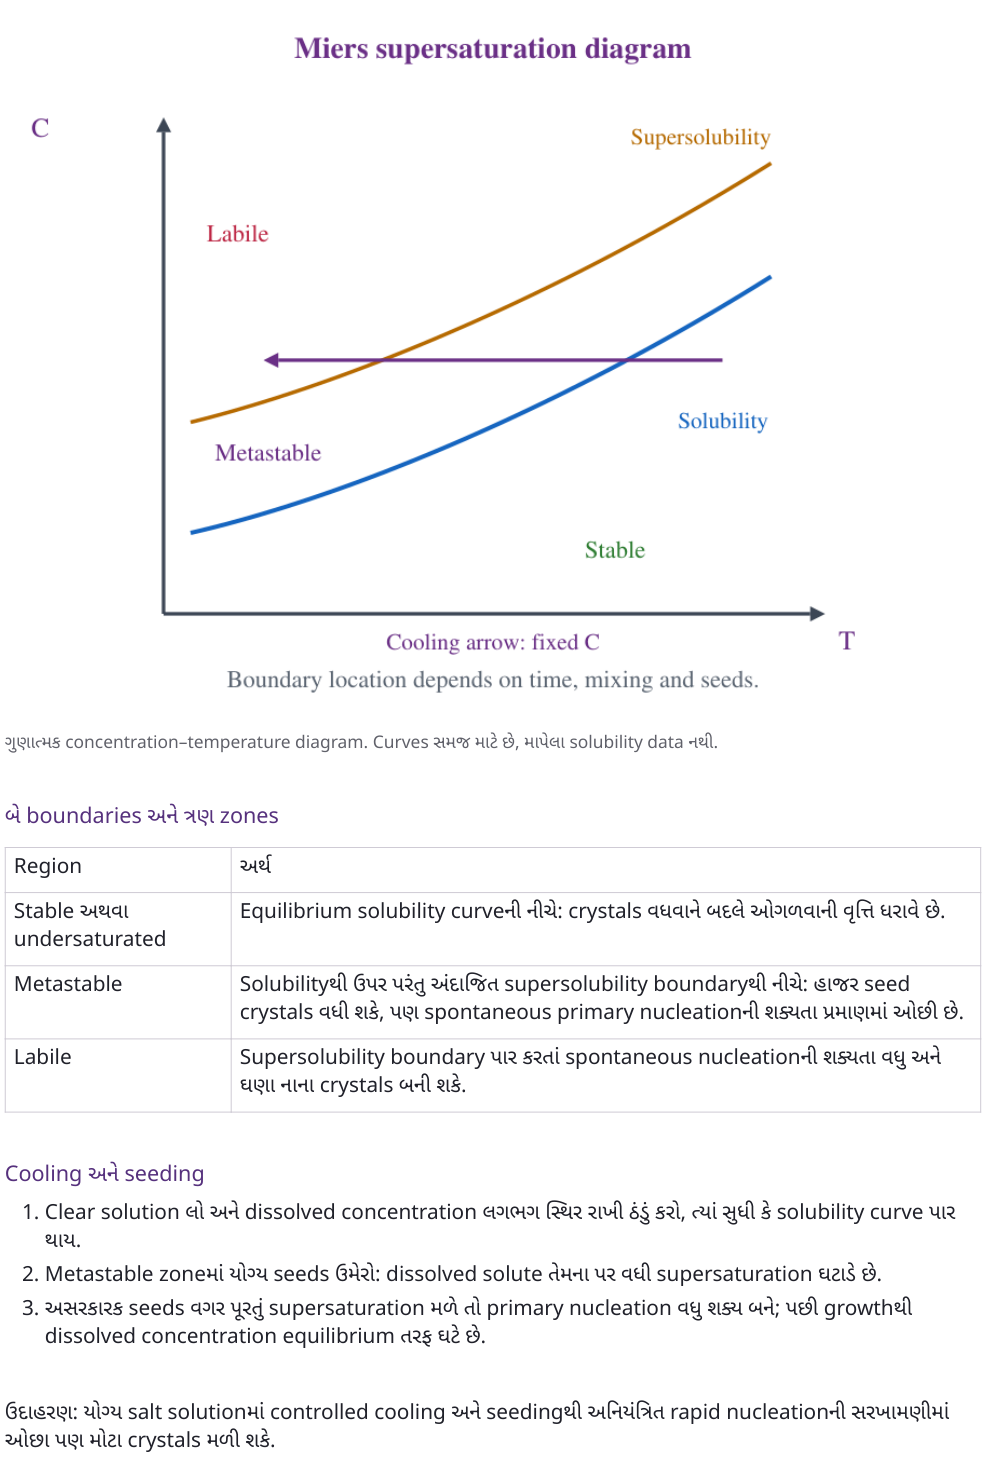 Miers supersaturation diagram
C
Supersolubility
Labile
Solubility
Metastable
Stable
Cooling arrow: fixed C
T
Boundary location depends on time, mixing and seeds.
ગુણાત્મક concentration–temperature diagram. Curves સમજ માટે છે, માપેલા solubility data નથી.
બે boundaries અને ત્રણ zones
Region
અર્થ
Stable અથવા
undersaturated
Equilibrium solubility curveની નીચે: crystals વધવાને બદલે ઓગળવાની વૃત્તિ ધરાવે છે.
Metastable
Solubilityથી ઉપર પરંતુ અંદાજિત supersolubility boundaryથી નીચે: હાજર seed
crystals વધી શકે, પણ spontaneous primary nucleationની શક્યતા પ્રમાણમાં ઓછી છે.
Labile
Supersolubility boundary પાર કરતાં spontaneous nucleationની શક્યતા વધુ અને
ઘણા નાના crystals બની શકે.
Cooling અને seeding
1. Clear solution લો અને dissolved concentration લગભગ સ્થિર રાખી ઠંડું કરો, ત્યાં સુધી કે solubility curve પાર
થાય.
2. Metastable zoneમાં યોગ્ય seeds ઉમેરો: dissolved solute તેમના પર વધી supersaturation ઘટાડે છે.
3. અસરકારક seeds વગર પૂરતું supersaturation મળે તો primary nucleation વધુ શક્ય બને; પછી growthથી
dissolved concentration equilibrium તરફ ઘટે છે.
ઉદાહરણ: યોગ્ય salt solutionમાં controlled cooling અને seedingથી અનિયંત્રિત rapid nucleationની સરખામણીમાં
ઓછા પણ મોટા crystals મળી શકે.